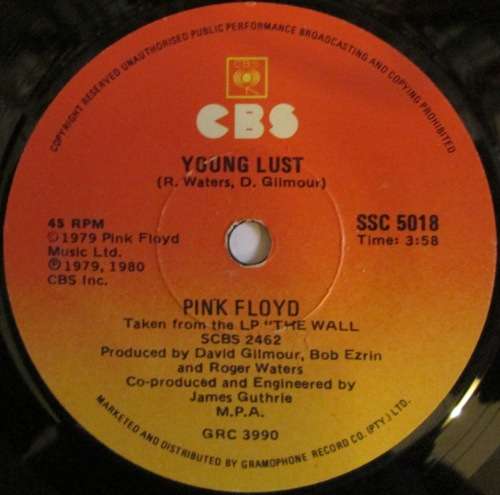 COPYRIGHT RESERVED UNAUTHORISED PUBLIC PERFORMANCE BROADCASTING AND COPYING PROHIBITED
CBS
CBS
YOUNG LUST
(R. Waters, D. Gilmour)
45 RPM
©1979 Pink Floyd
Music Ltd.
℗1979, 1980
CBS Inc.
SSC 5018
Time: 3:58
PINK FLOYD
Taken from the LP "THE WALL
SCBS 2462
Produced by David Gilmour, Bob Ezrin
and Roger Waters
Co-produced and Engineered by
James Guthrie
M.P.A.
GRC 3990
MARKETED AND DISTRIBUTED BY GRAMOPHONE RECORD CO. (PTY.) LTD.